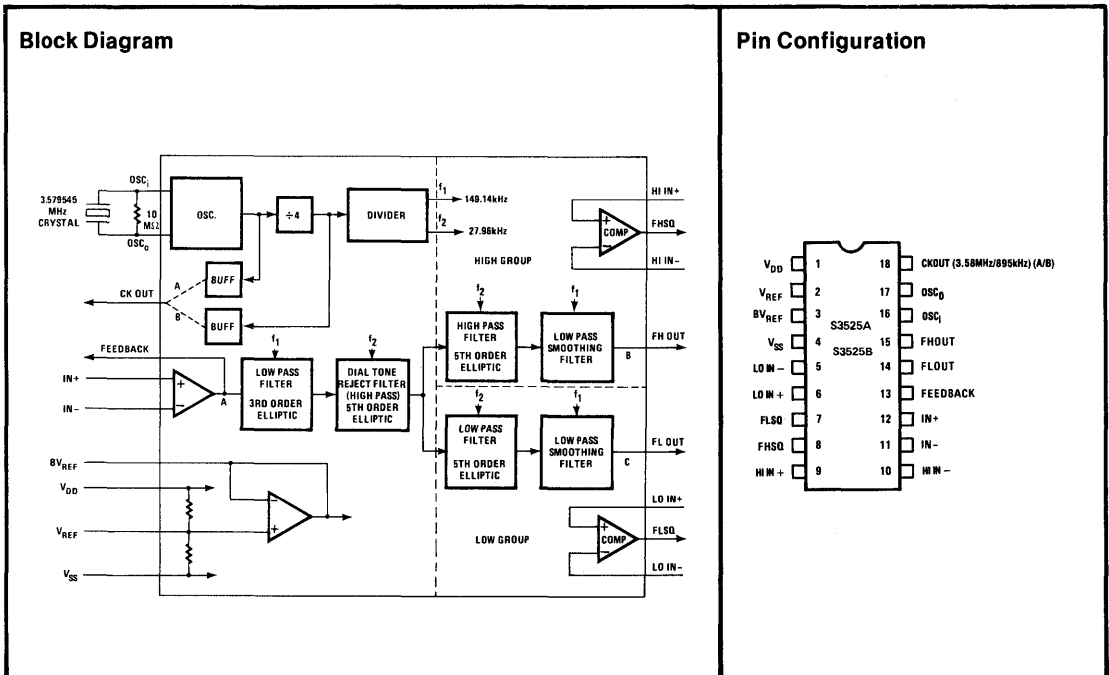 Block Diagram
3.579545
MHz
CRYSTAL
OSCi
10
MΩ
OSCo
OSC.
÷4
DIVIDER
f1
149.14kHz
f2
27.96kHz
BUFF
A
CK OUT
B
BUFF
HIGH GROUP
HI IN+
+
COMP
−
FHSQ
HI IN−
FEEDBACK
IN+
IN−
+
−
A
f1
LOW PASS
FILTER
3RD ORDER
ELLIPTIC
f2
DIAL TONE
REJECT FILTER
(HIGH PASS)
5TH ORDER
ELLIPTIC
f2
HIGH PASS
FILTER
5TH ORDER
ELLIPTIC
f1
LOW PASS
SMOOTHING
FILTER
B
FH OUT
f2
LOW PASS
FILTER
5TH ORDER
ELLIPTIC
f1
LOW PASS
SMOOTHING
FILTER
C
FL OUT
BVREF
VDD
VREF
VSS
−
+
LOW GROUP
LO IN+
+
COMP
−
FLSQ
LO IN−
Pin Configuration
VDD 1
VREF 2
BVREF 3
VSS 4
LO IN− 5
LO IN+ 6
FLSQ 7
FHSQ 8
HI IN+ 9
S3525A
S3525B
18 CKOUT (3.58MHz/895kHz) (A/B)
17 OSC0
16 OSCi
15 FHOUT
14 FLOUT
13 FEEDBACK
12 IN+
11 IN−
10 HI IN−